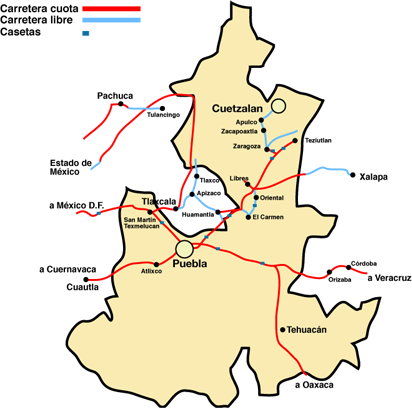 Carretera cuota
Carretera libre
Casetas
Pachuca
Tulancingo
Cuetzalan
Apulco
Zacapoaxtla
Zaragoza
Teziutlan
Estado de
México
Tlaxco
Libres
Xalapa
Apizaco
Oriental
Tlaxcala
a México D.F.
Huamantla
El Carmen
San Martín
Texmelucan
Puebla
a Cuernavaca
Atlixco
Cuautla
Córdoba
Orizaba
a Veracruz
Tehuacán
a Oaxaca